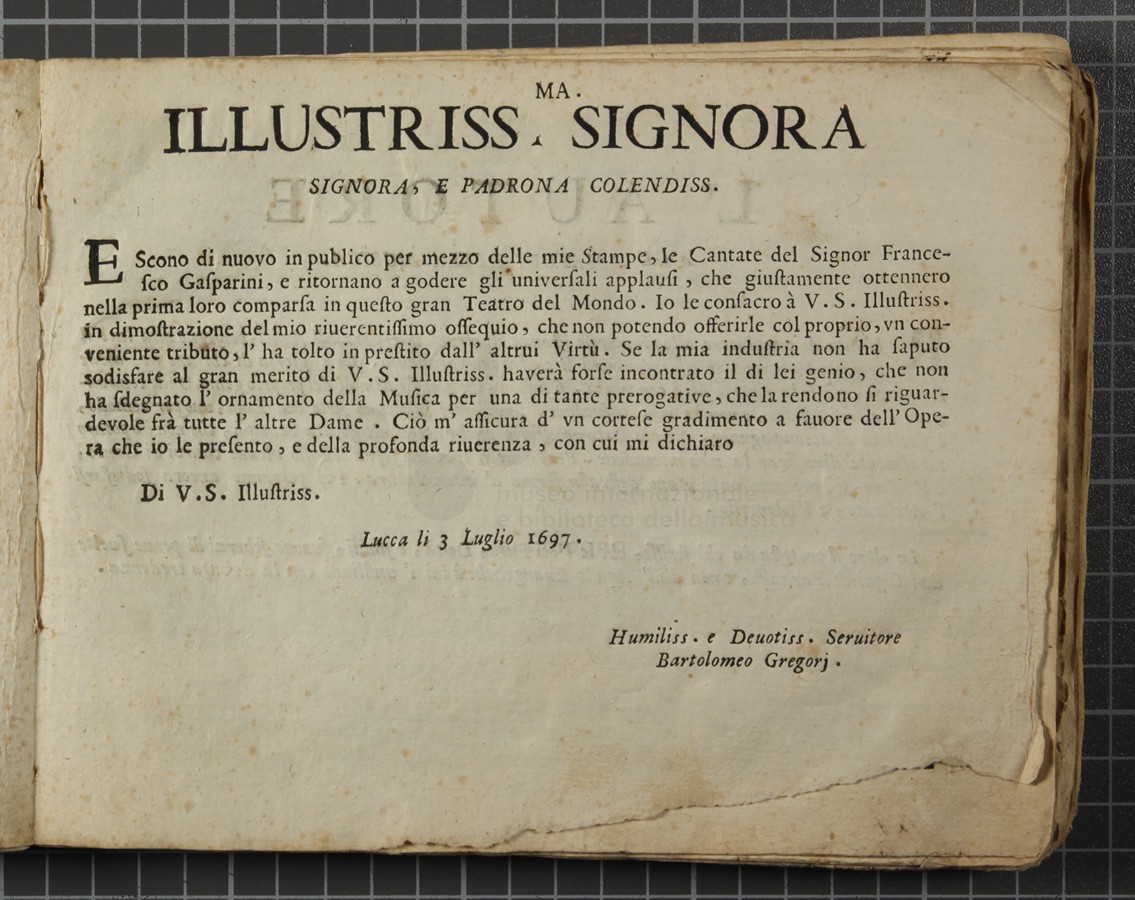 MA.
ILLUSTRISS. SIGNORA
SIGNORA, E PADRONA COLENDISS.
EScono di nuovo in publico per mezzo delle mie Stampe, le Cantate del Signor France-
ſco Gaſparini, e ritornano a godere gli univerſali applauſi, che giuſtamente ottennero
nella prima loro comparſa in queſto gran Teatro del Mondo. Io le conſacro à V. S. Illuſtriss.
in dimoſtrazione del mio riuerentiſſimo oſſequio, che non potendo offerirle col proprio, vn con-
veniente tributo, l' ha tolto in preſtito dall' altrui Virtù. Se la mia induſtria non ha ſaputo
sodisfare al gran merito di V. S. Illuſtriss. haverà forſe incontrato il di lei genio, che non
ha ſdegnato l' ornamento della Muſica per una di tante prerogative, che la rendono ſi riguar-
devole frà tutte l' altre Dame. Ciò m' aſſicura d' vn corteſe gradimento a fauore dell' Ope-
ra che io le preſento, e della profonda riuerenza, con cui mi dichiaro
Di V.S. Illuſtriss.
museo internazionale
e biblioteca della musica
Lucca li 3 Luglio 1697.
Humiliss. e Deuotiss. Seruitore
Bartolomeo Gregorj.